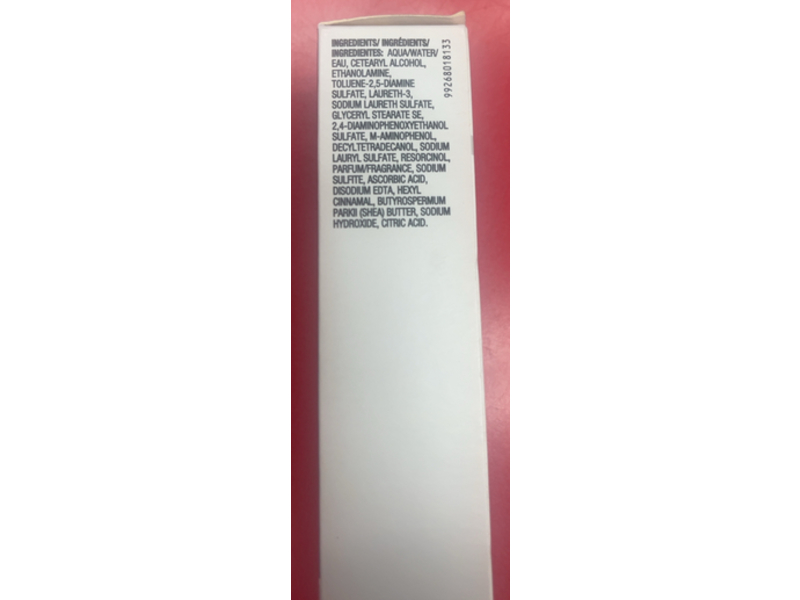 INGREDIENTS/ INGRÉDIENTS/
INGREDIENTES: AQUA/WATER/
EAU, CETEARYL ALCOHOL,
ETHANOLAMINE,
TOLUENE-2,5-DIAMINE
SULFATE, LAURETH-3,
SODIUM LAURETH SULFATE,
GLYCERYL STEARATE SE,
2,4-DIAMINOPHENOXYETHANOL
SULFATE, M-AMINOPHENOL,
DECYLTETRADECANOL, SODIUM
LAURYL SULFATE, RESORCINOL,
PARFUM/FRAGRANCE, SODIUM
SULFITE, ASCORBIC ACID,
DISODIUM EDTA, HEXYL
CINNAMAL, BUTYROSPERMUM
PARKII (SHEA) BUTTER, SODIUM
HYDROXIDE, CITRIC ACID.
99268018133